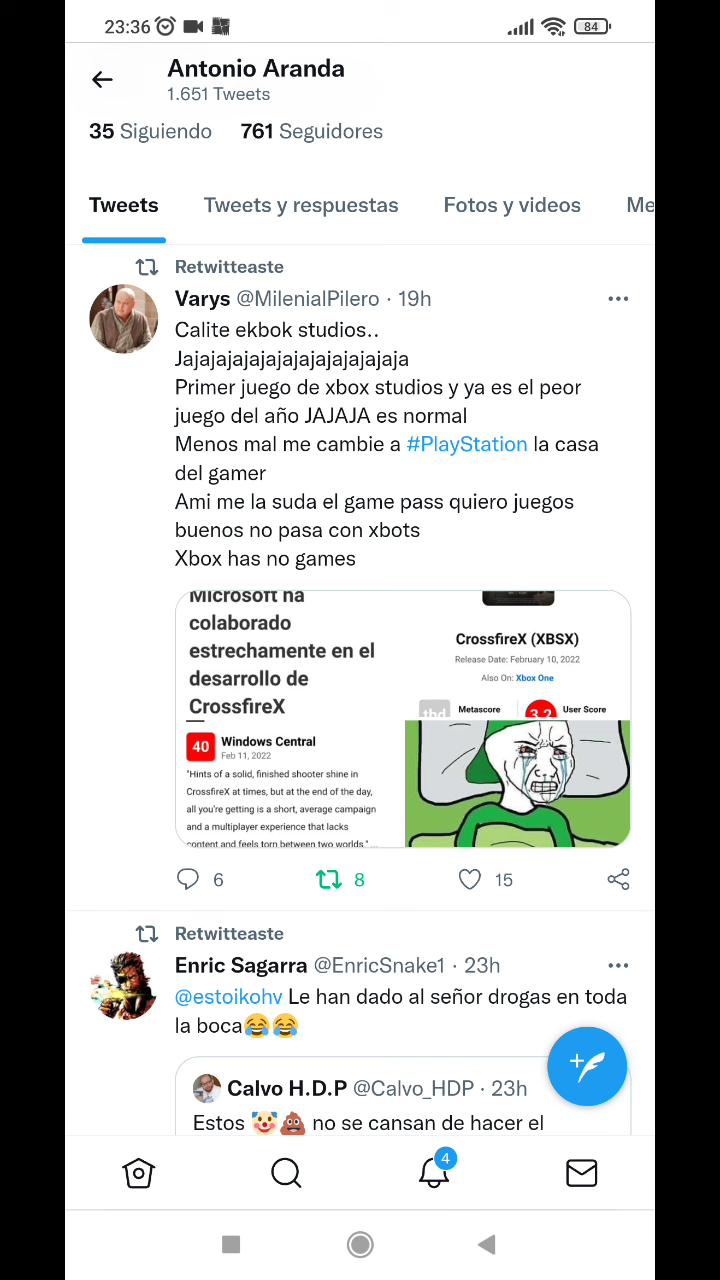 23:36
84
Antonio Aranda
1.651 Tweets
35 Siguiendo 761 Seguidores
Tweets Tweets y respuestas Fotos y videos Me
Retwitteaste
Varys @MilenialPilero · 19h
Calite ekbok studios..
Jajajajajajajajajajajajajaja
Primer juego de xbox studios y ya es el peor
juego del año JAJAJA es normal
Menos mal me cambie a #PlayStation la casa
del gamer
Ami me la suda el game pass quiero juegos
buenos no pasa con xbots
Xbox has no games
Microsoft ha
colaborado
estrechamente en el
desarrollo de
CrossfireX
40 Windows Central
Feb 11, 2022
"Hints of a solid, finished shooter shine in
CrossfireX at times, but at the end of the day,
all you're getting is a short, average campaign
and a multiplayer experience that lacks
content and feels torn between two worlds."...
CrossfireX (XBSX)
Release Date: February 10, 2022
Also On: Xbox One
tbd Metascore 3.2 User Score
6 8 15
Retwitteaste
Enric Sagarra @EnricSnake1 · 23h
@estoikohv Le han dado al señor drogas en toda
la boca😂😂
Calvo H.D.P @Calvo_HDP · 23h
Estos 🤡💩 no se cansan de hacer el
4